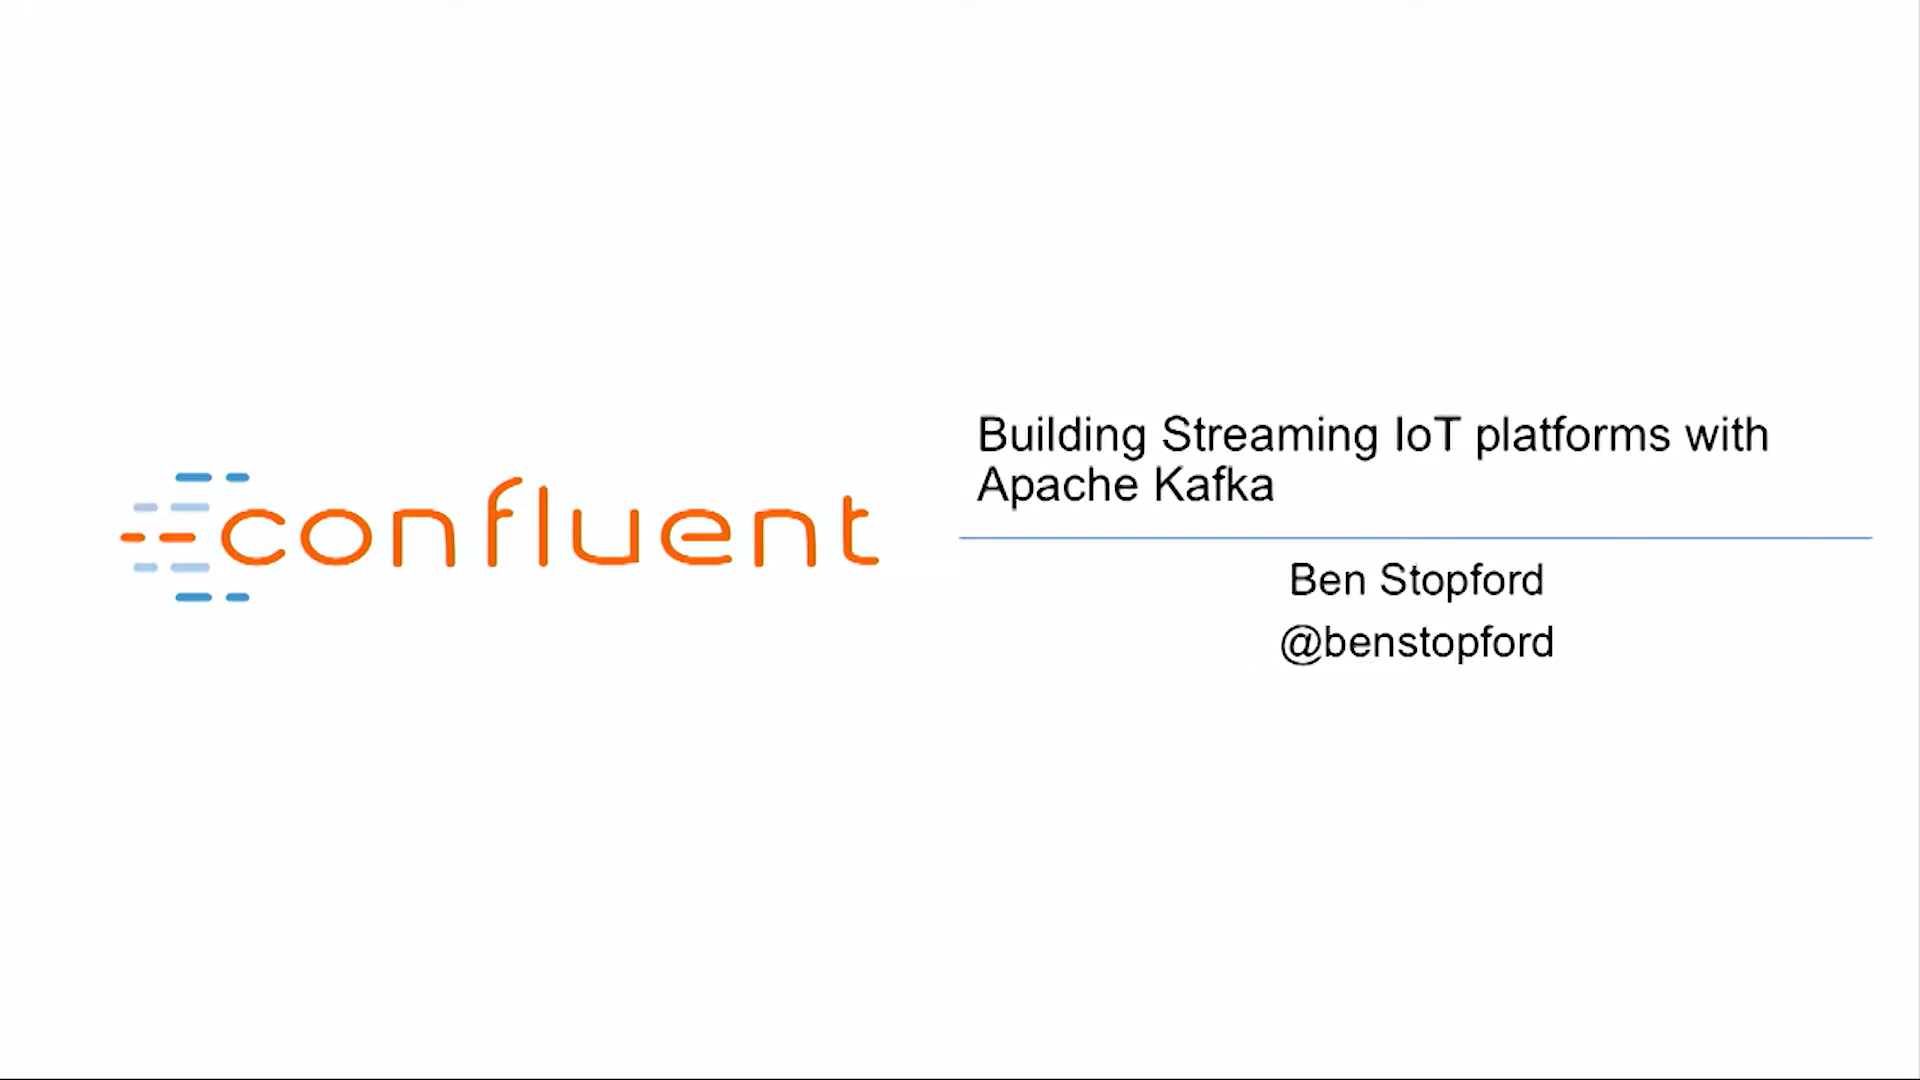 confluent
Building Streaming IoT platforms with
Apache Kafka
Ben Stopford
@benstopford